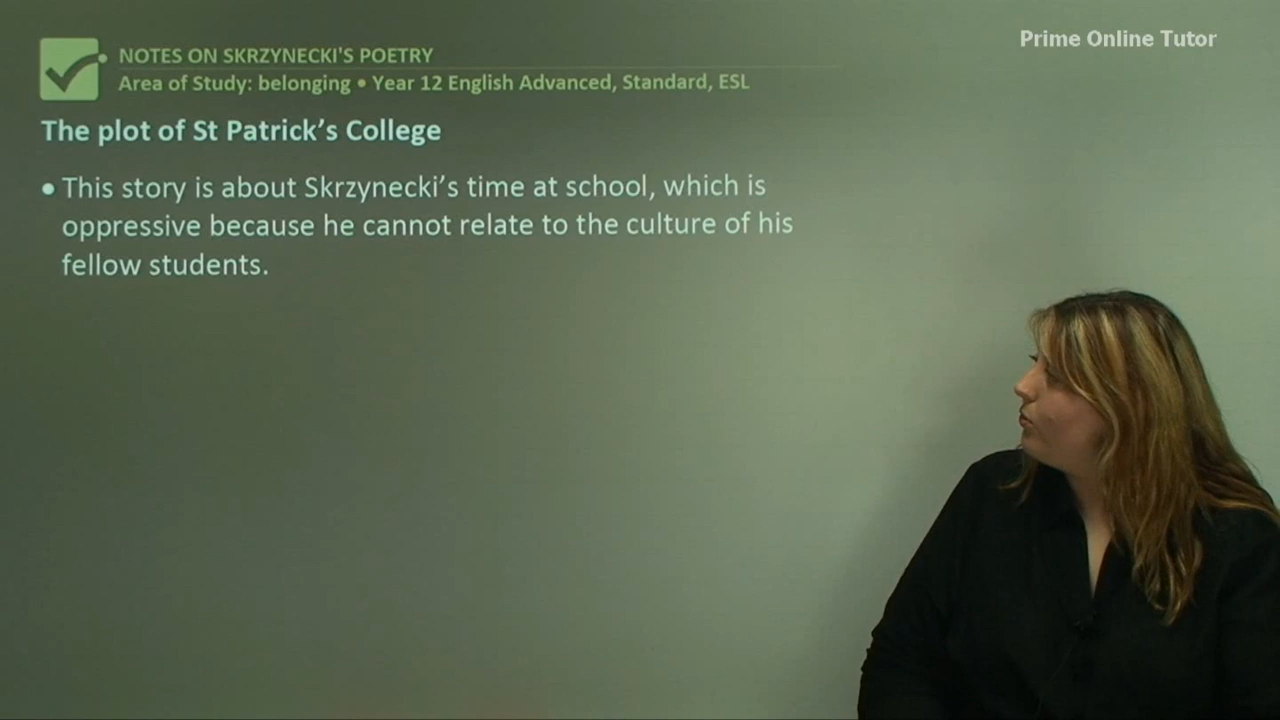 Prime Online Tutor
NOTES ON SKRZYNECKI'S POETRY
Area of Study: belonging • Year 12 English Advanced, Standard, ESL
The plot of St Patrick’s College
• This story is about Skrzynecki’s time at school, which is
oppressive because he cannot relate to the culture of his
fellow students.